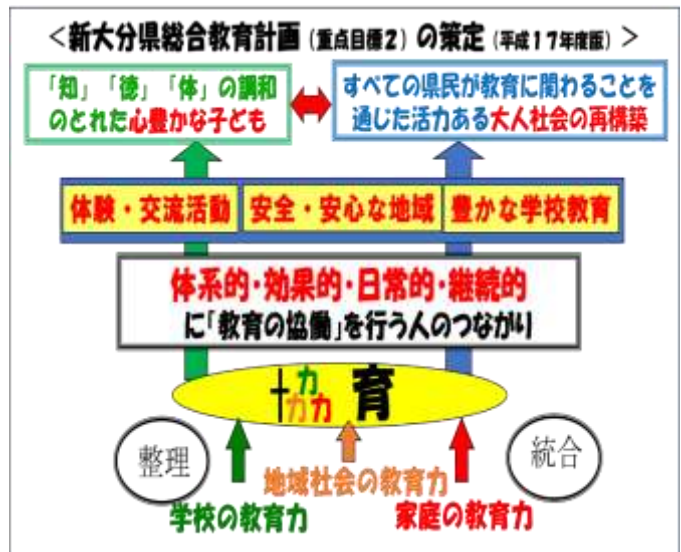 ＜新大分県総合教育計画（重点目標２）の策定（平成１７年度版）＞
「知」「徳」「体」の調和
のとれた心豊かな子ども
すべての県民が教育に関わることを
通じた活力ある大人社会の再構築
体験・交流活動
安全・安心な地域
豊かな学校教育
体系的・効果的・日常的・継続的
に「教育の協働」を行う人のつながり
十力力力 育
整理
統合
地域社会の教育力
学校の教育力
家庭の教育力